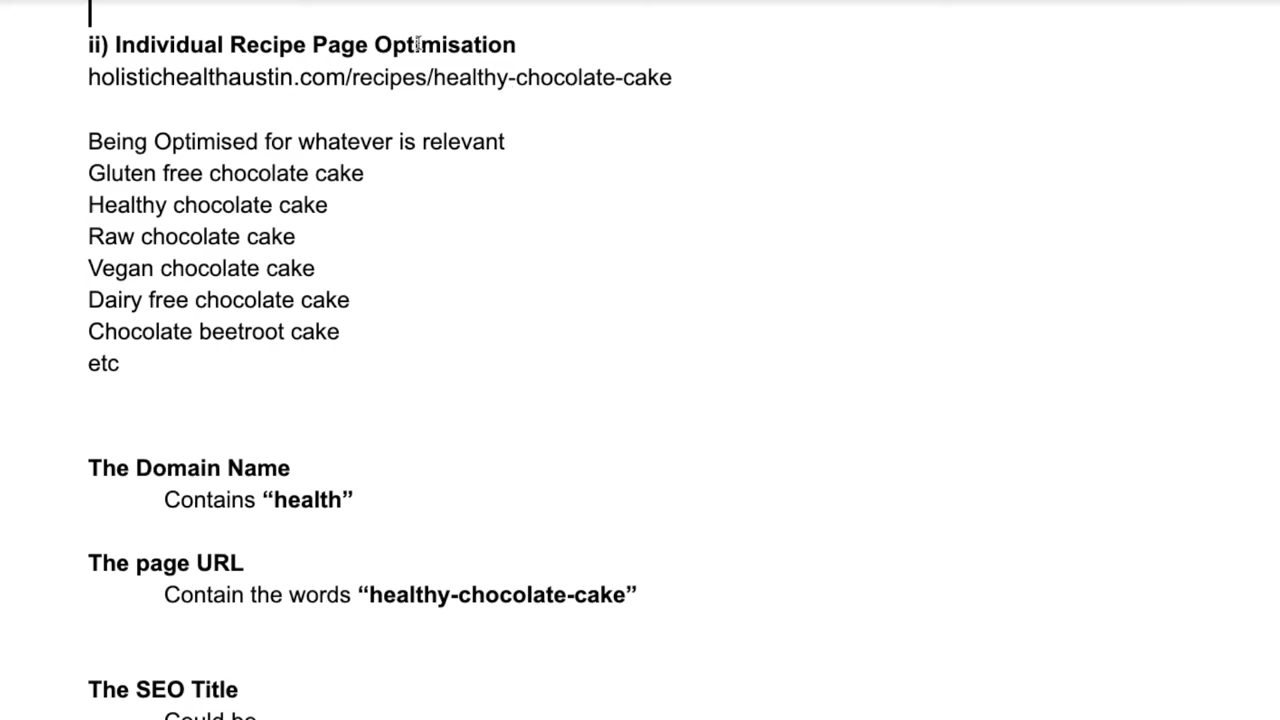 ii) Individual Recipe Page Optimisation
holistichealthaustin.com/recipes/healthy-chocolate-cake
Being Optimised for whatever is relevant
Gluten free chocolate cake
Healthy chocolate cake
Raw chocolate cake
Vegan chocolate cake
Dairy free chocolate cake
Chocolate beetroot cake
etc
The Domain Name
Contains “health”
The page URL
Contain the words “healthy-chocolate-cake”
The SEO Title
Could be